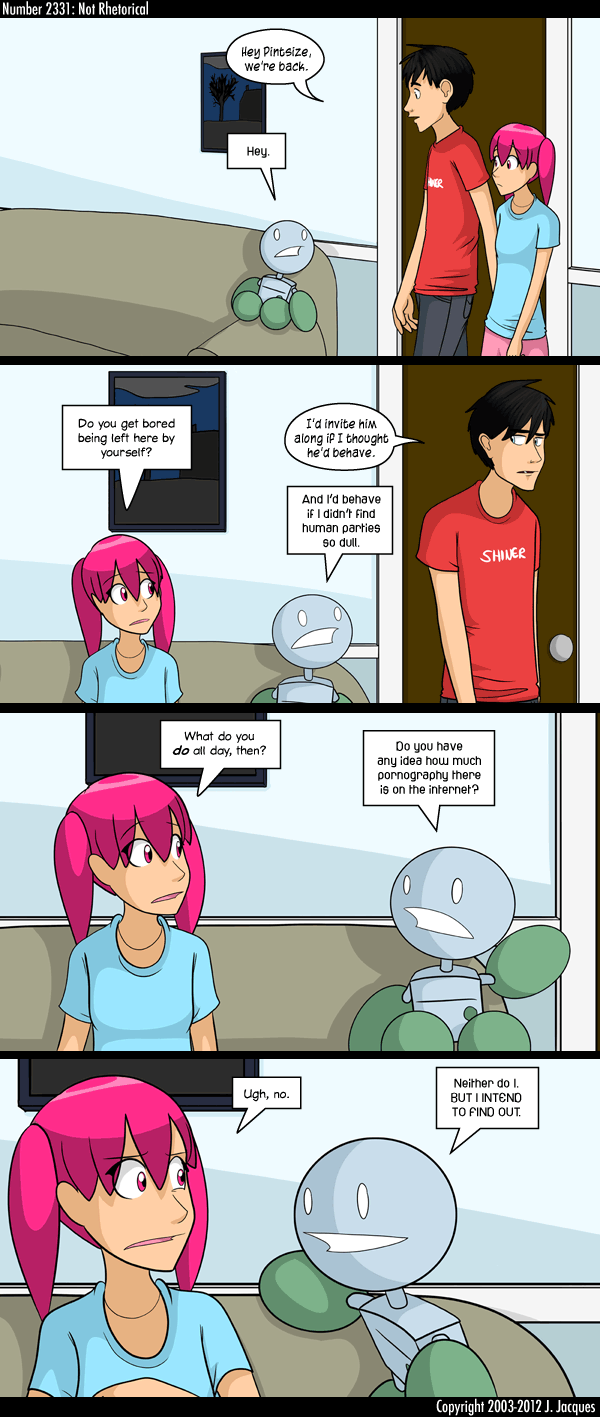 Number 2331: Not Rhetorical
Hey Pintsize,
we're back.
Hey.
HINER
Do you get bored
being left here by
yourself?
I'd invite him
along if I thought
he'd behave.
And I'd behave
if I didn't find
human parties
so dull.
SHINER
What do you
do all day, then?
Do you have
any idea how much
pornography there
is on the internet?
Ugh, no.
Neither do I.
BUT I INTEND
TO FIND OUT.
Copyright 2003-2012 J. Jacques